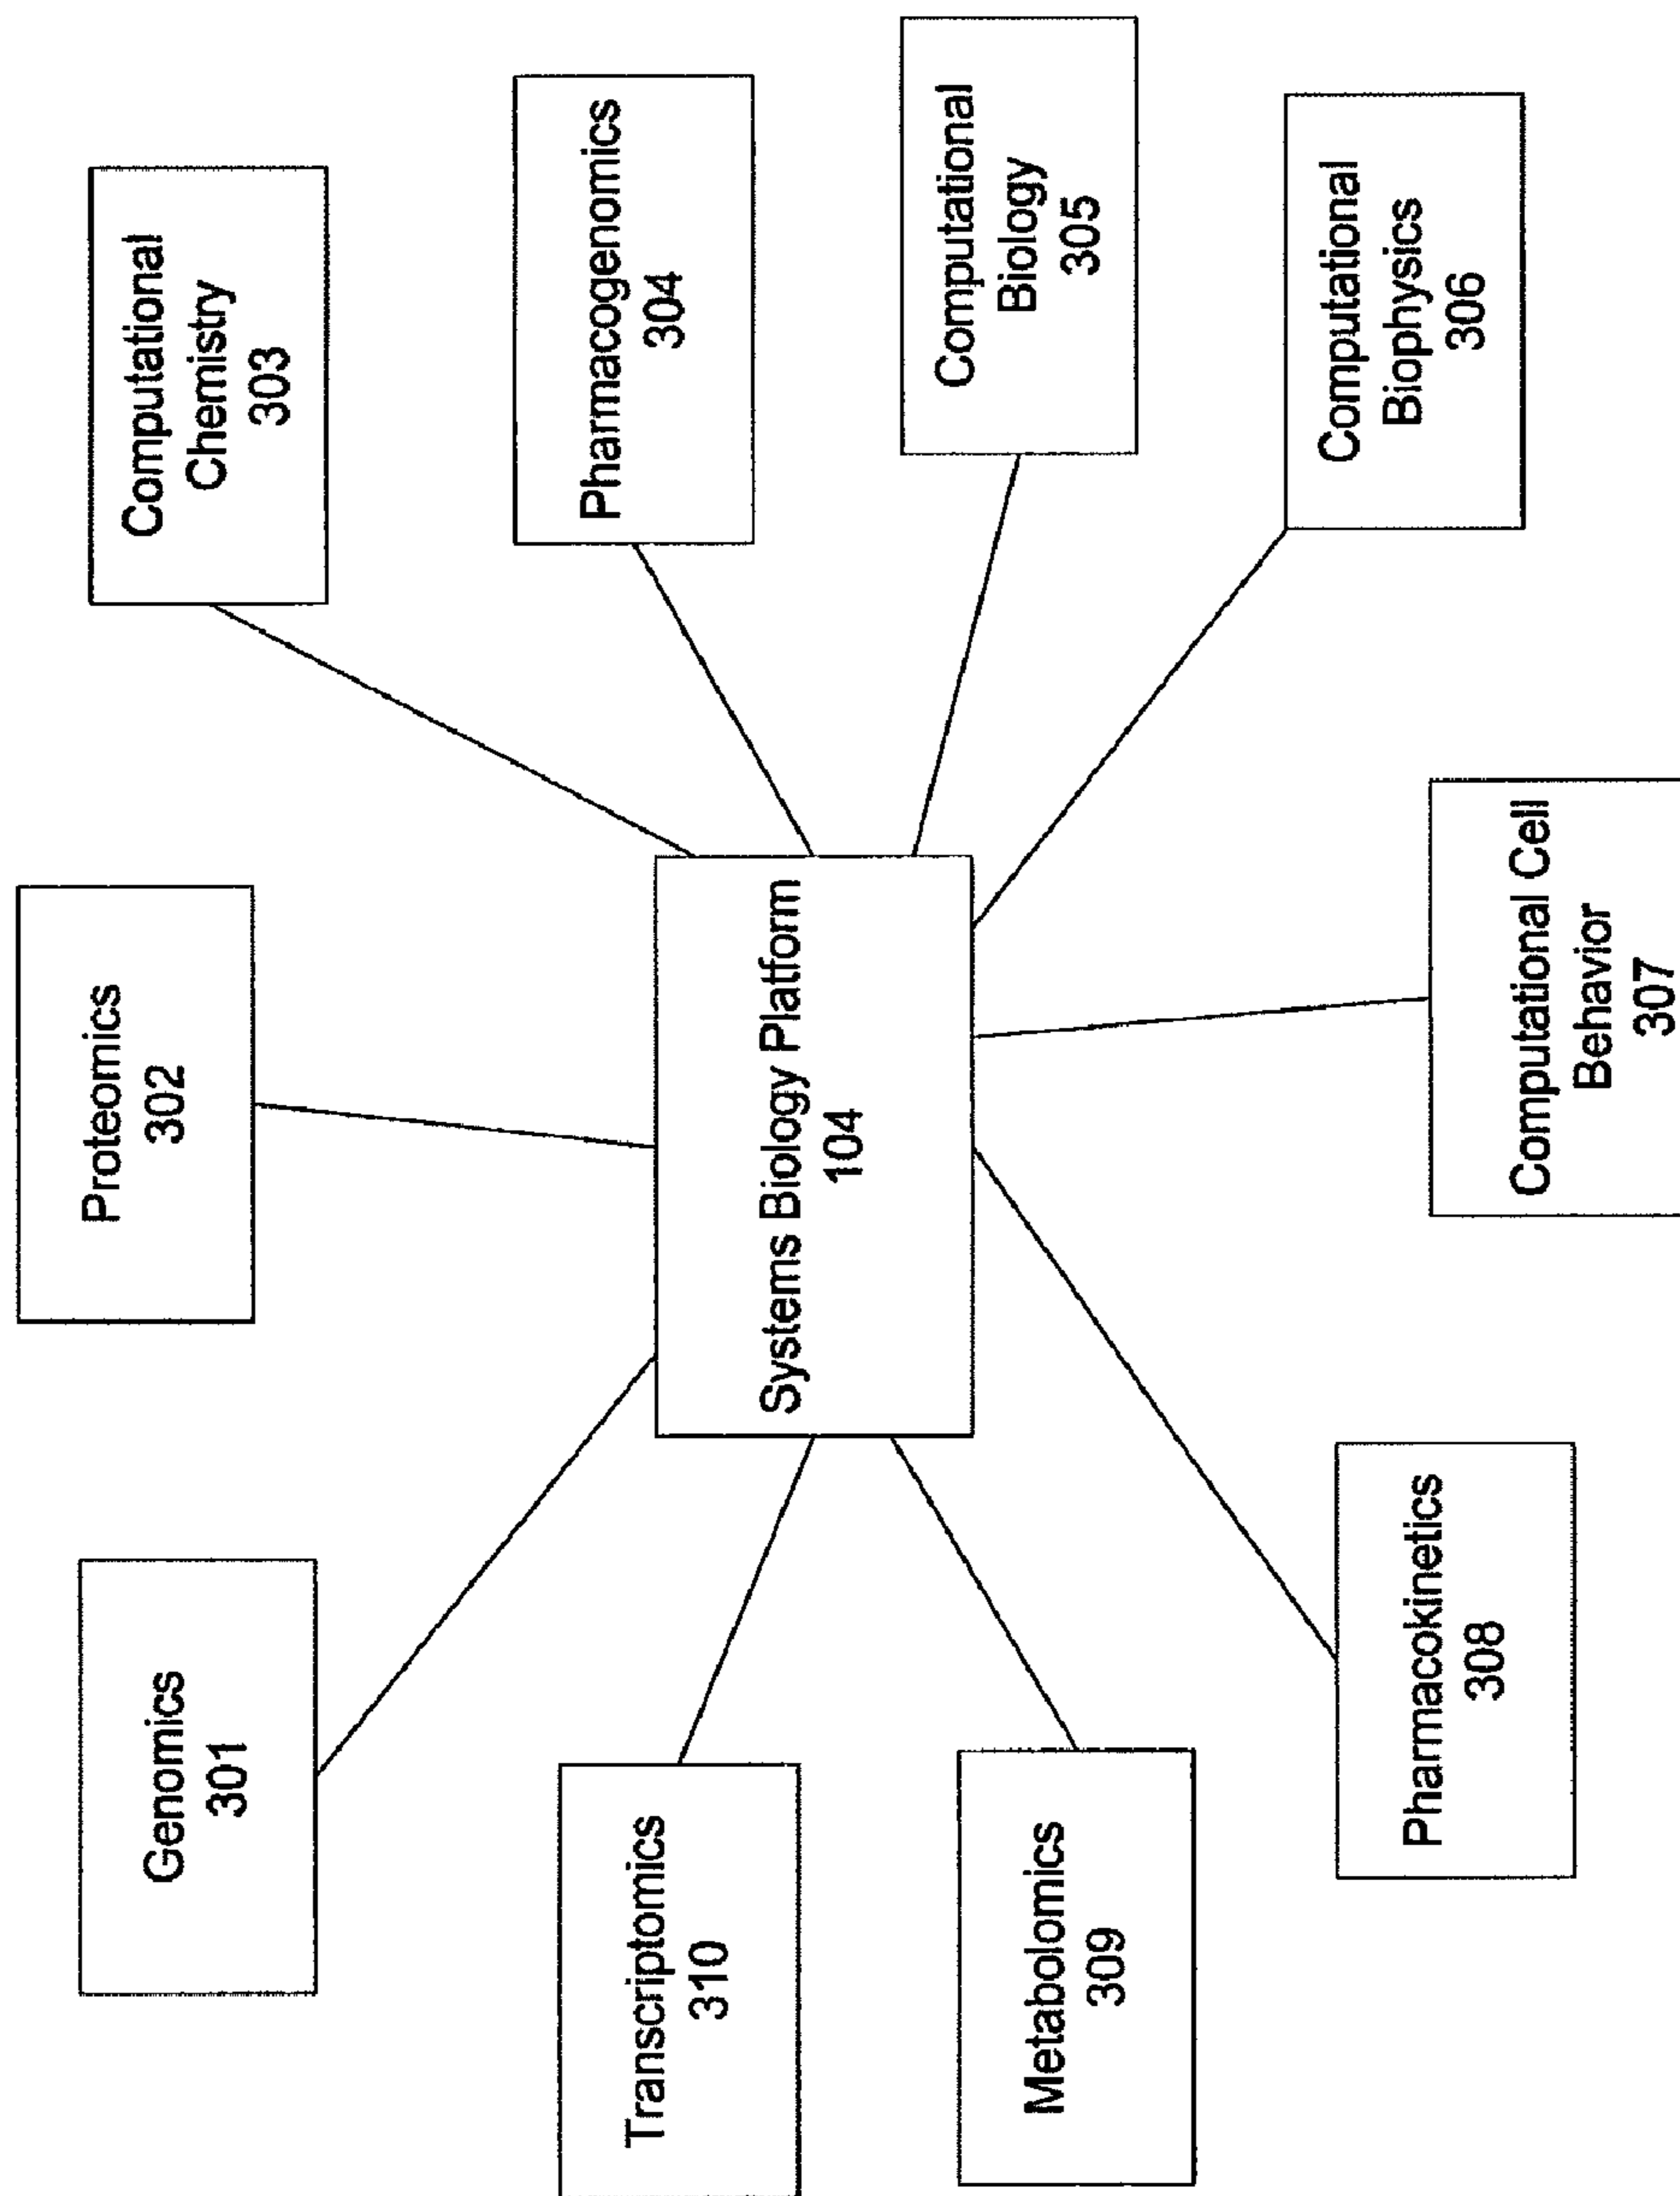 Genomics
301
Proteomics
302
Computational
Chemistry
303
Pharmacogenomics
304
Computational
Biology
305
Computational
Biophysics
306
Computational Cell
Behavior
307
Pharmacokinetics
308
Metabolomics
309
Transcriptomics
310
Systems Biology Platform
104